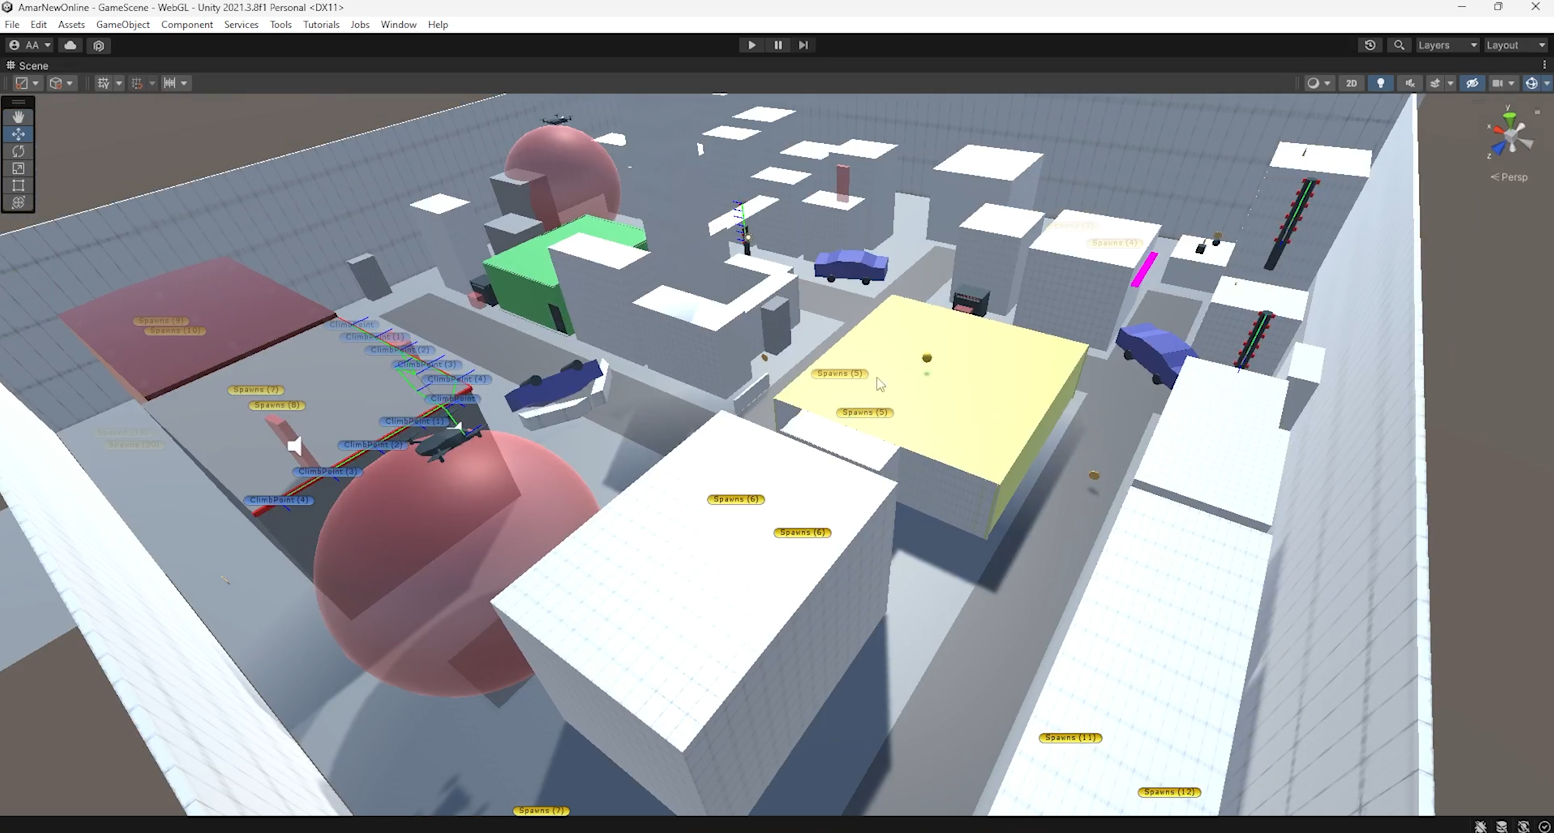 AmarNewOnline - GameScene - WebGL - Unity 2021.3.8f1 Personal <DX11>
File Edit Assets GameObject Component Services Tools Tutorials Jobs Window Help
AA
Layers
Layout
Scene
2D
y
x
z
Persp
Spawns (4)
Spawns (9)
Spawns (10)
ClimbPoint
ClimbPoint (1)
ClimbPoint (2)
ClimbPoint (3)
ClimbPoint (4)
Spawns (5)
Spawns (7)
ClimbPoint
Spawns (8)
Spawns (5)
ClimbPoint (1)
ClimbPoint (2)
ClimbPoint (3)
ClimbPoint (4)
Spawns (6)
Spawns (6)
Spawns (11)
Spawns (12)
Spawns (7)